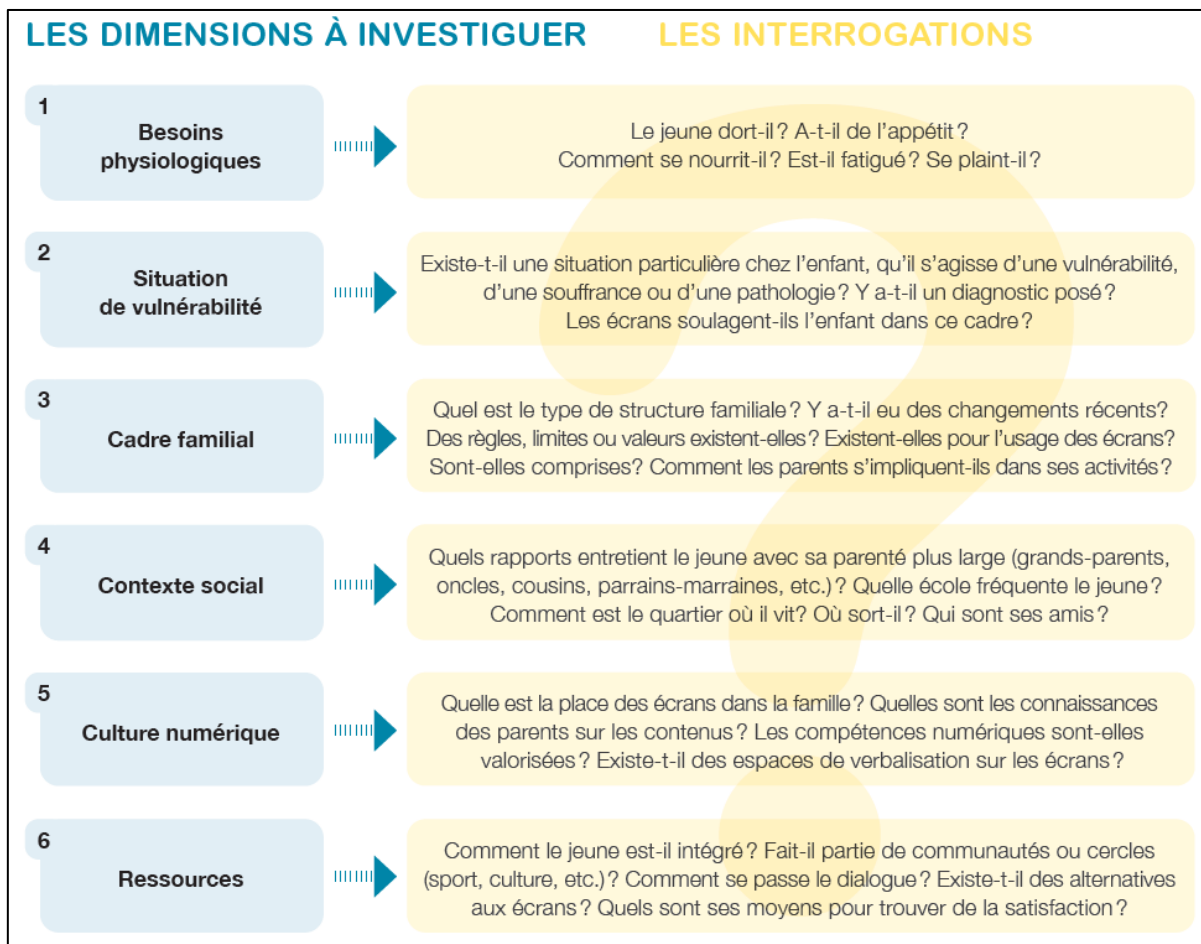 LES DIMENSIONS À INVESTIGUER
LES INTERROGATIONS
1
Besoins
physiologiques
Le jeune dort-il ? A-t-il de l’appétit ?
Comment se nourrit-il ? Est-il fatigué ? Se plaint-il ?
2
Situation
de vulnérabilité
Existe-t-il une situation particulière chez l’enfant, qu’il s’agisse d’une vulnérabilité,
d’une souffrance ou d’une pathologie ? Y a-t-il un diagnostic posé ?
Les écrans soulagent-ils l’enfant dans ce cadre ?
3
Cadre familial
Quel est le type de structure familiale ? Y a-t-il eu des changements récents?
Des règles, limites ou valeurs existent-elles ? Existent-elles pour l’usage des écrans?
Sont-elles comprises? Comment les parents s’impliquent-ils dans ses activités ?
4
Contexte social
Quels rapports entretient le jeune avec sa parenté plus large (grands-parents,
oncles, cousins, parrains-marraines, etc.) ? Quelle école fréquente le jeune ?
Comment est le quartier où il vit? Où sort-il ? Qui sont ses amis ?
5
Culture numérique
Quelle est la place des écrans dans la famille ? Quelles sont les connaissances
des parents sur les contenus ? Les compétences numériques sont-elles
valorisées ? Existe-t-il des espaces de verbalisation sur les écrans ?
6
Ressources
Comment le jeune est-il intégré ? Fait-il partie de communautés ou cercles
(sport, culture, etc.) ? Comment se passe le dialogue ? Existe-t-il des alternatives
aux écrans ? Quels sont ses moyens pour trouver de la satisfaction ?